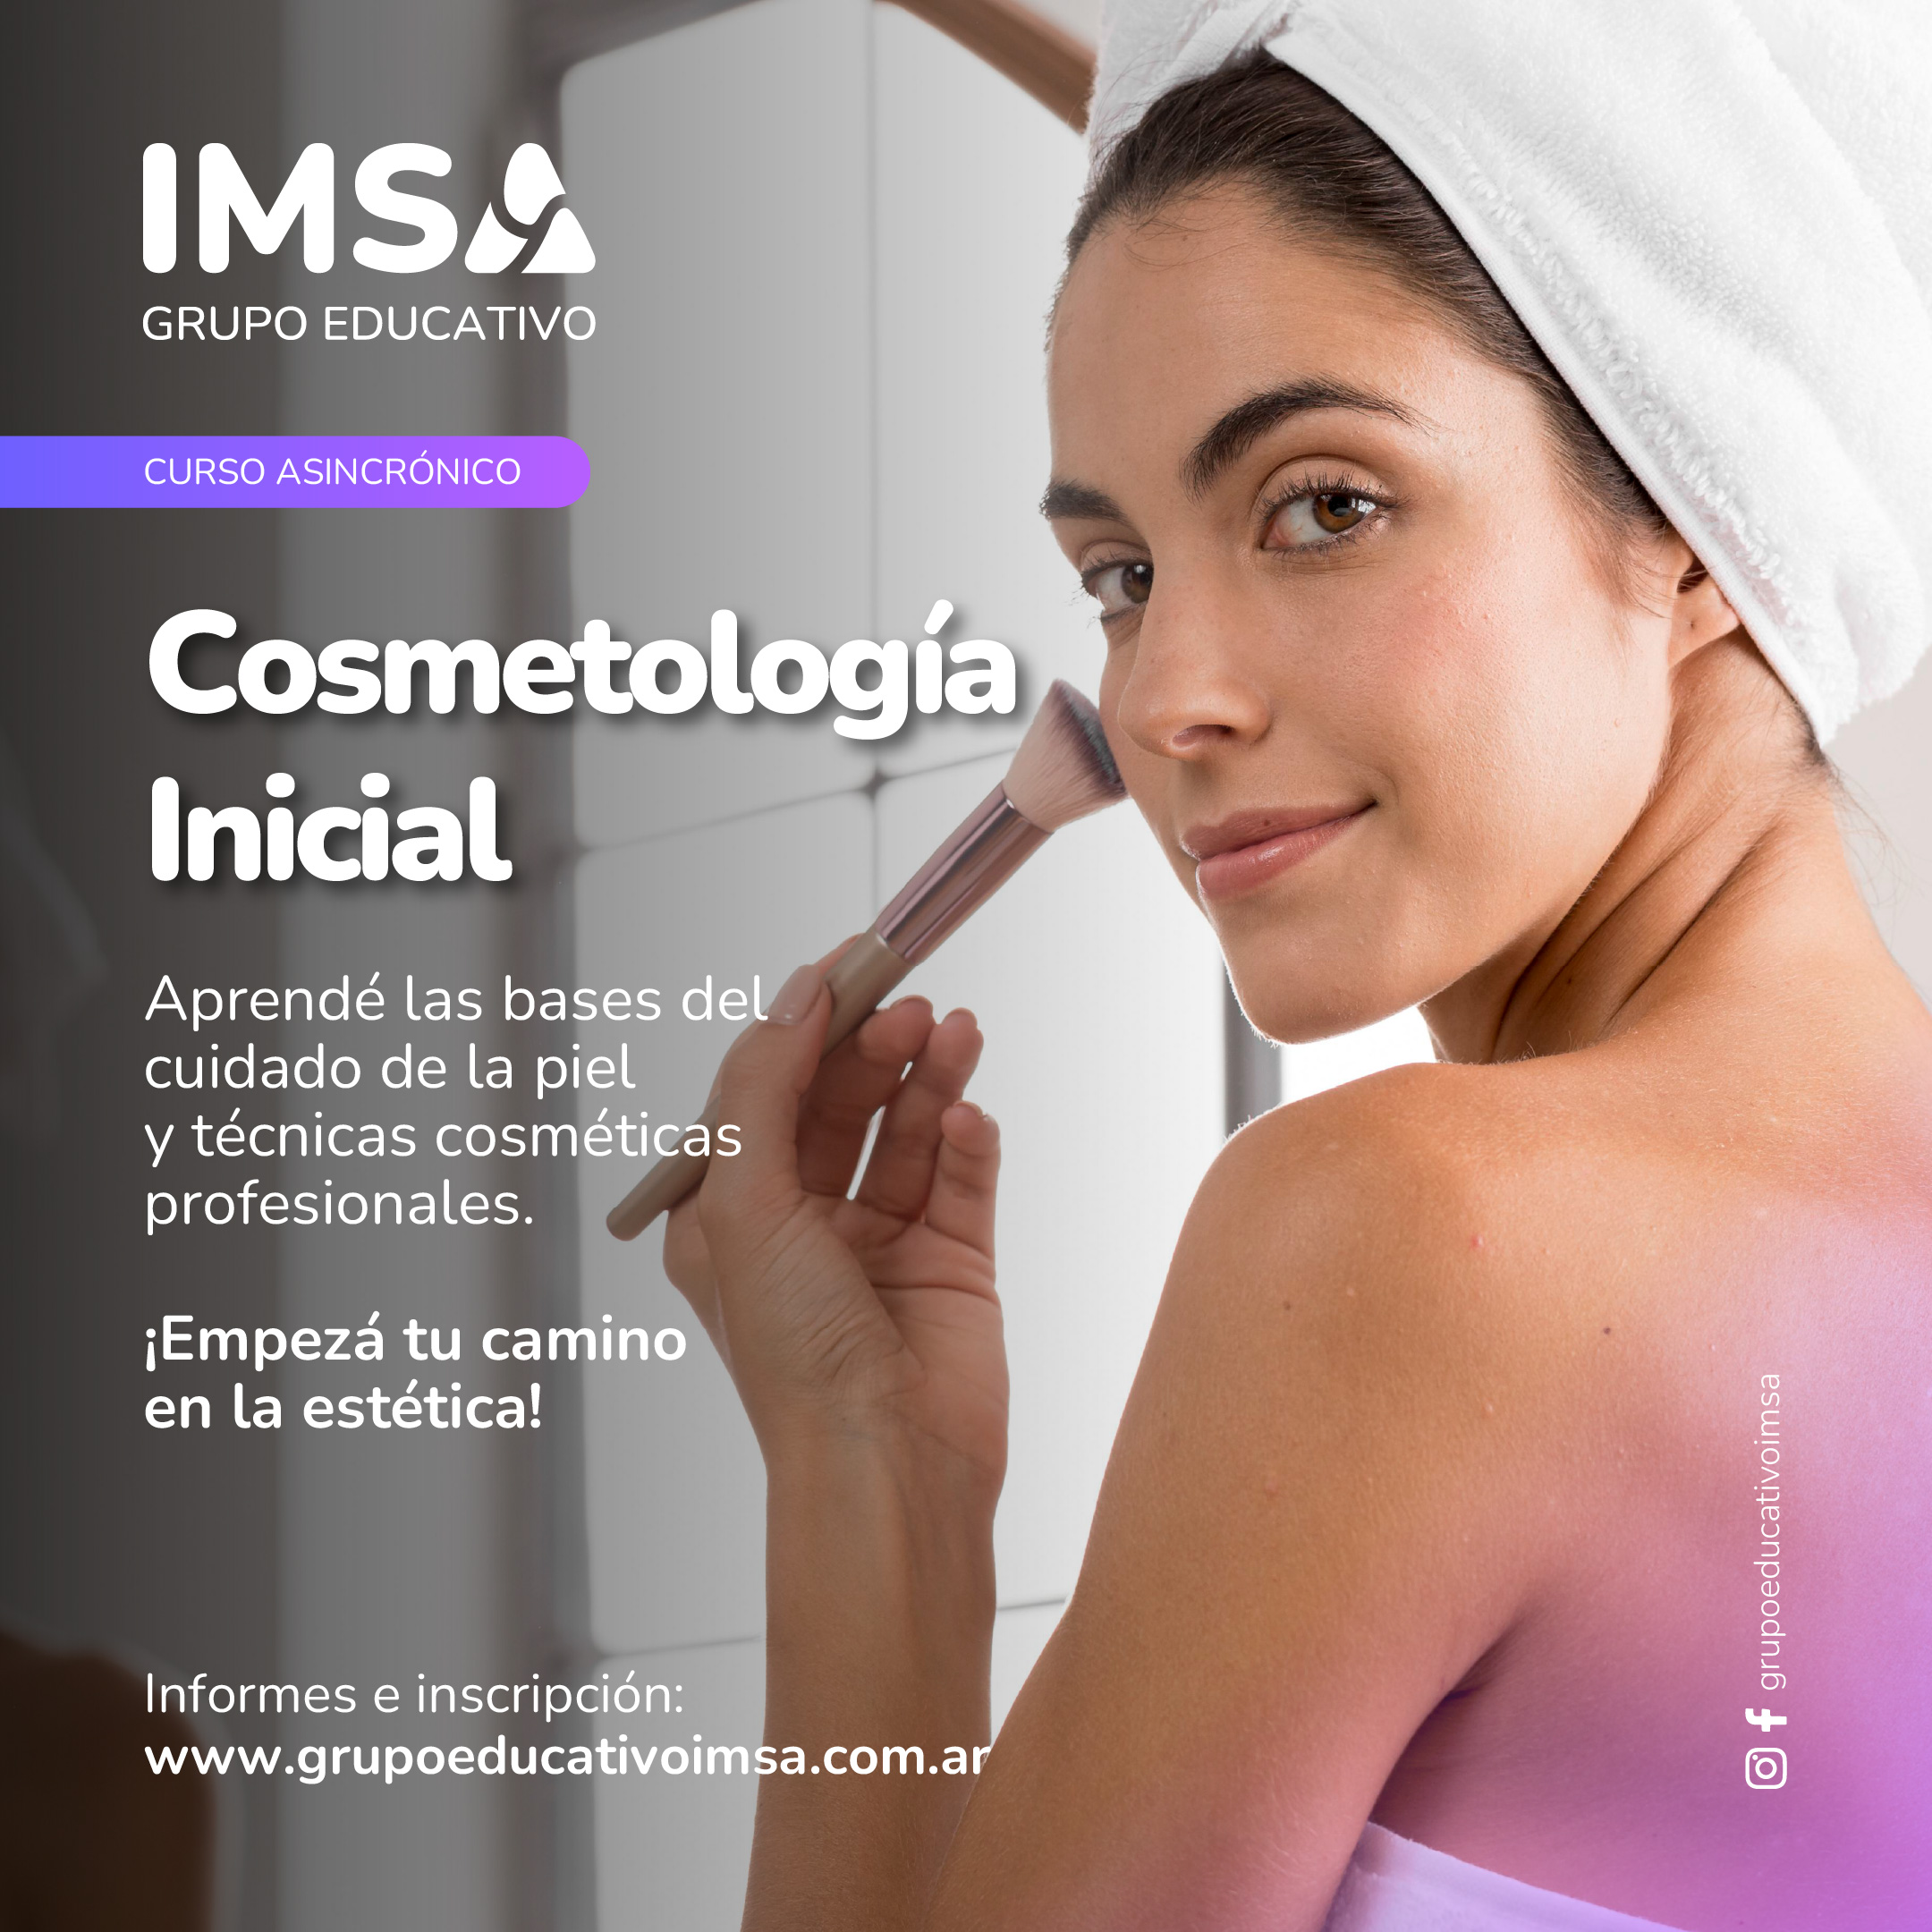 IMSA
GRUPO EDUCATIVO
CURSO ASINCRÓNICO
Cosmetología
Inicial
Aprendé las bases del
cuidado de la piel
y técnicas cosméticas
profesionales.
¡Empezá tu camino
en la estética!
Informes e inscripción:
www.grupoeducativoimsa.com.ar
grupoeducativoimsa